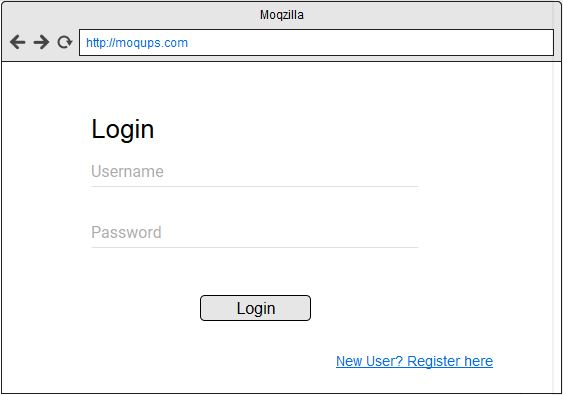 Moqzilla
http://moqups.com
Login
Username
Password
Login
New User? Register here